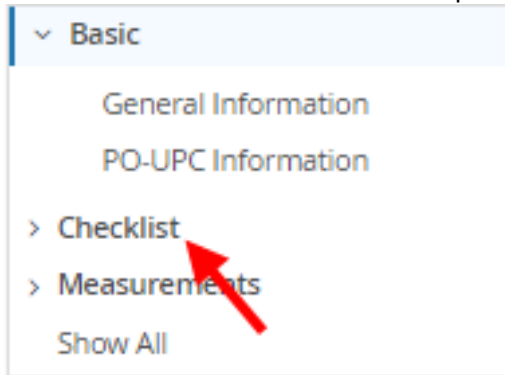 Basic
General Information
PO-UPC Information
Checklist
Measurements
Show All